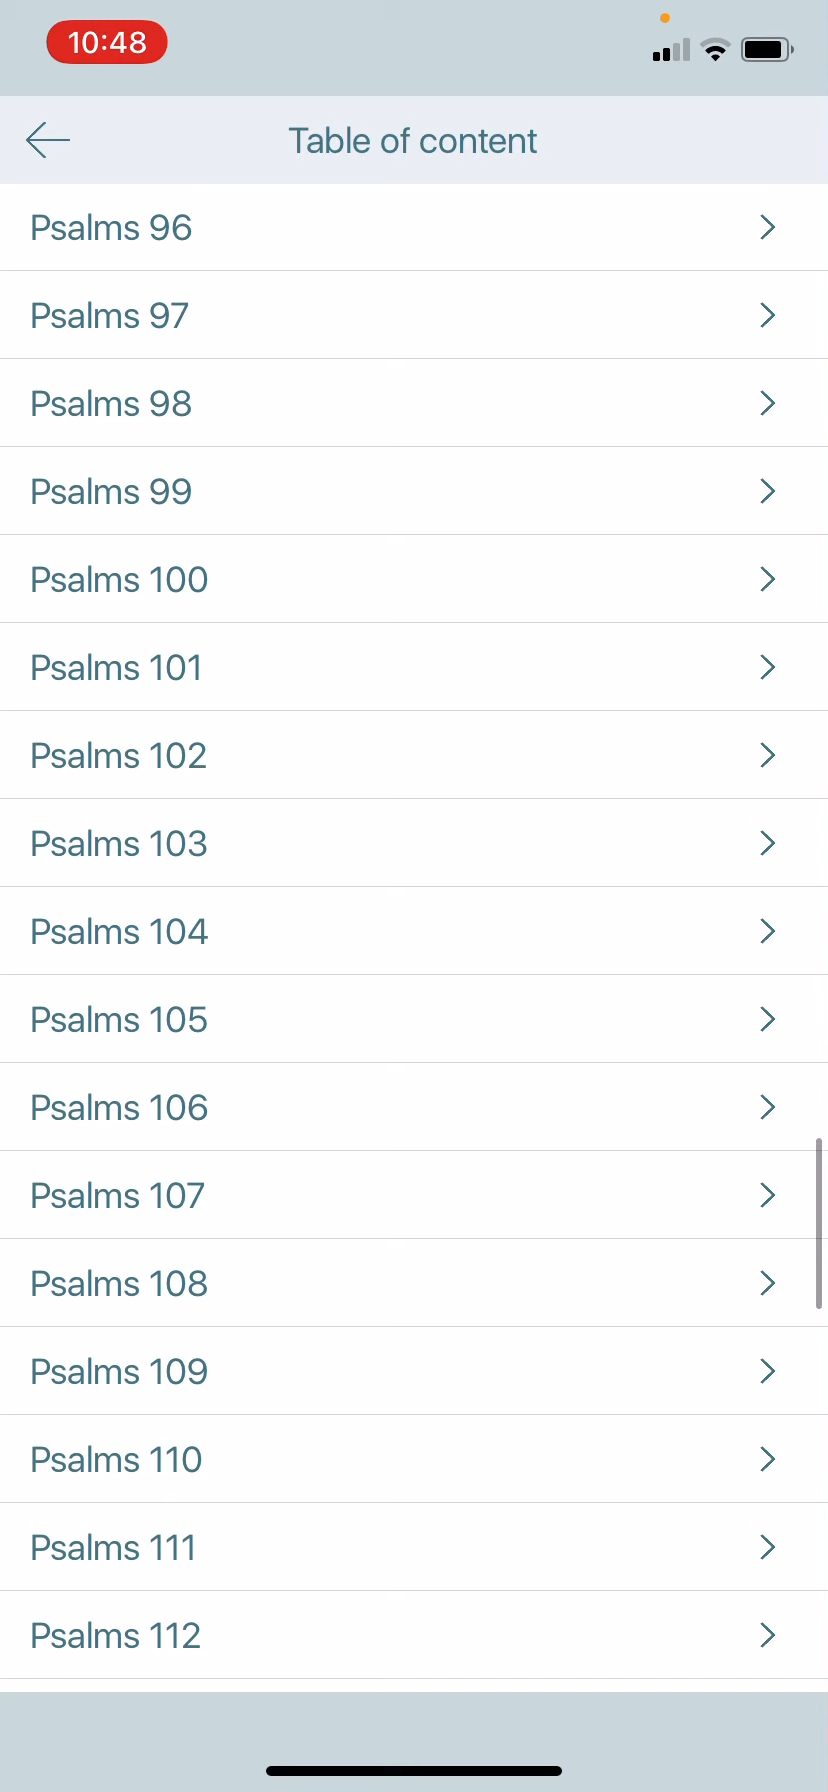 10:48
Table of content
Psalms 96
Psalms 97
Psalms 98
Psalms 99
Psalms 100
Psalms 101
Psalms 102
Psalms 103
Psalms 104
Psalms 105
Psalms 106
Psalms 107
Psalms 108
Psalms 109
Psalms 110
Psalms 111
Psalms 112